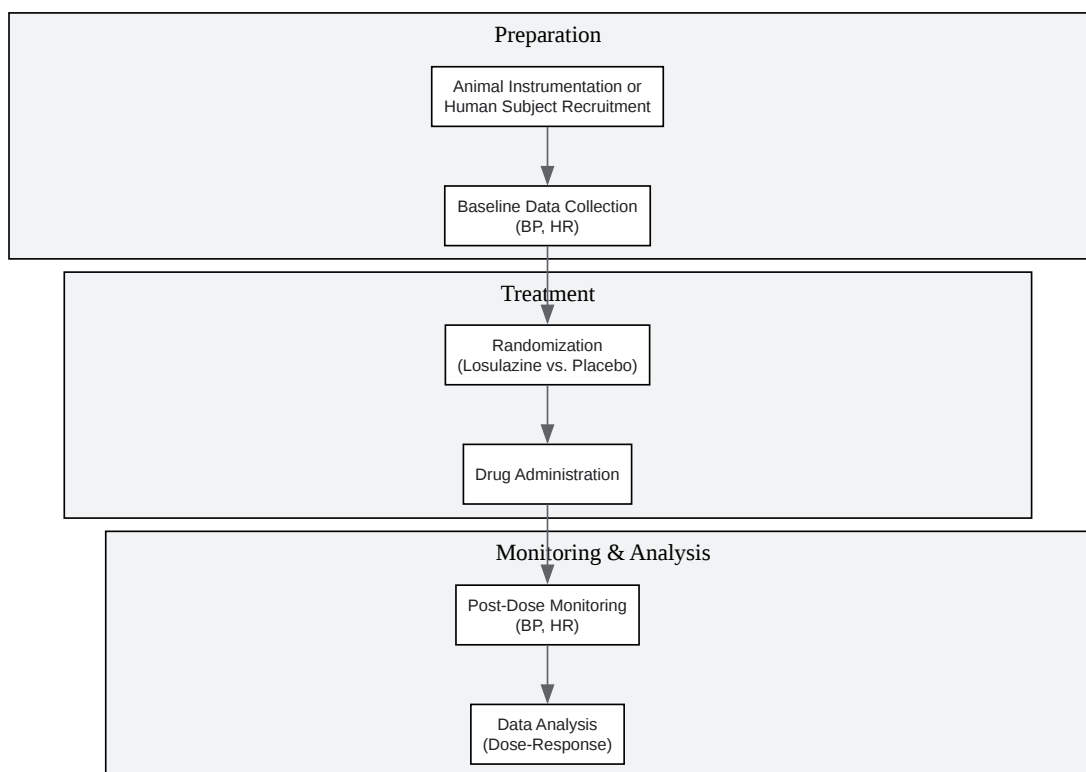 Preparation
Animal Instrumentation or
Human Subject Recruitment
Baseline Data Collection
(BP, HR)
Treatment
Randomization
(Losulazine vs. Placebo)
Drug Administration
Monitoring & Analysis
Post-Dose Monitoring
(BP, HR)
Data Analysis
(Dose-Response)